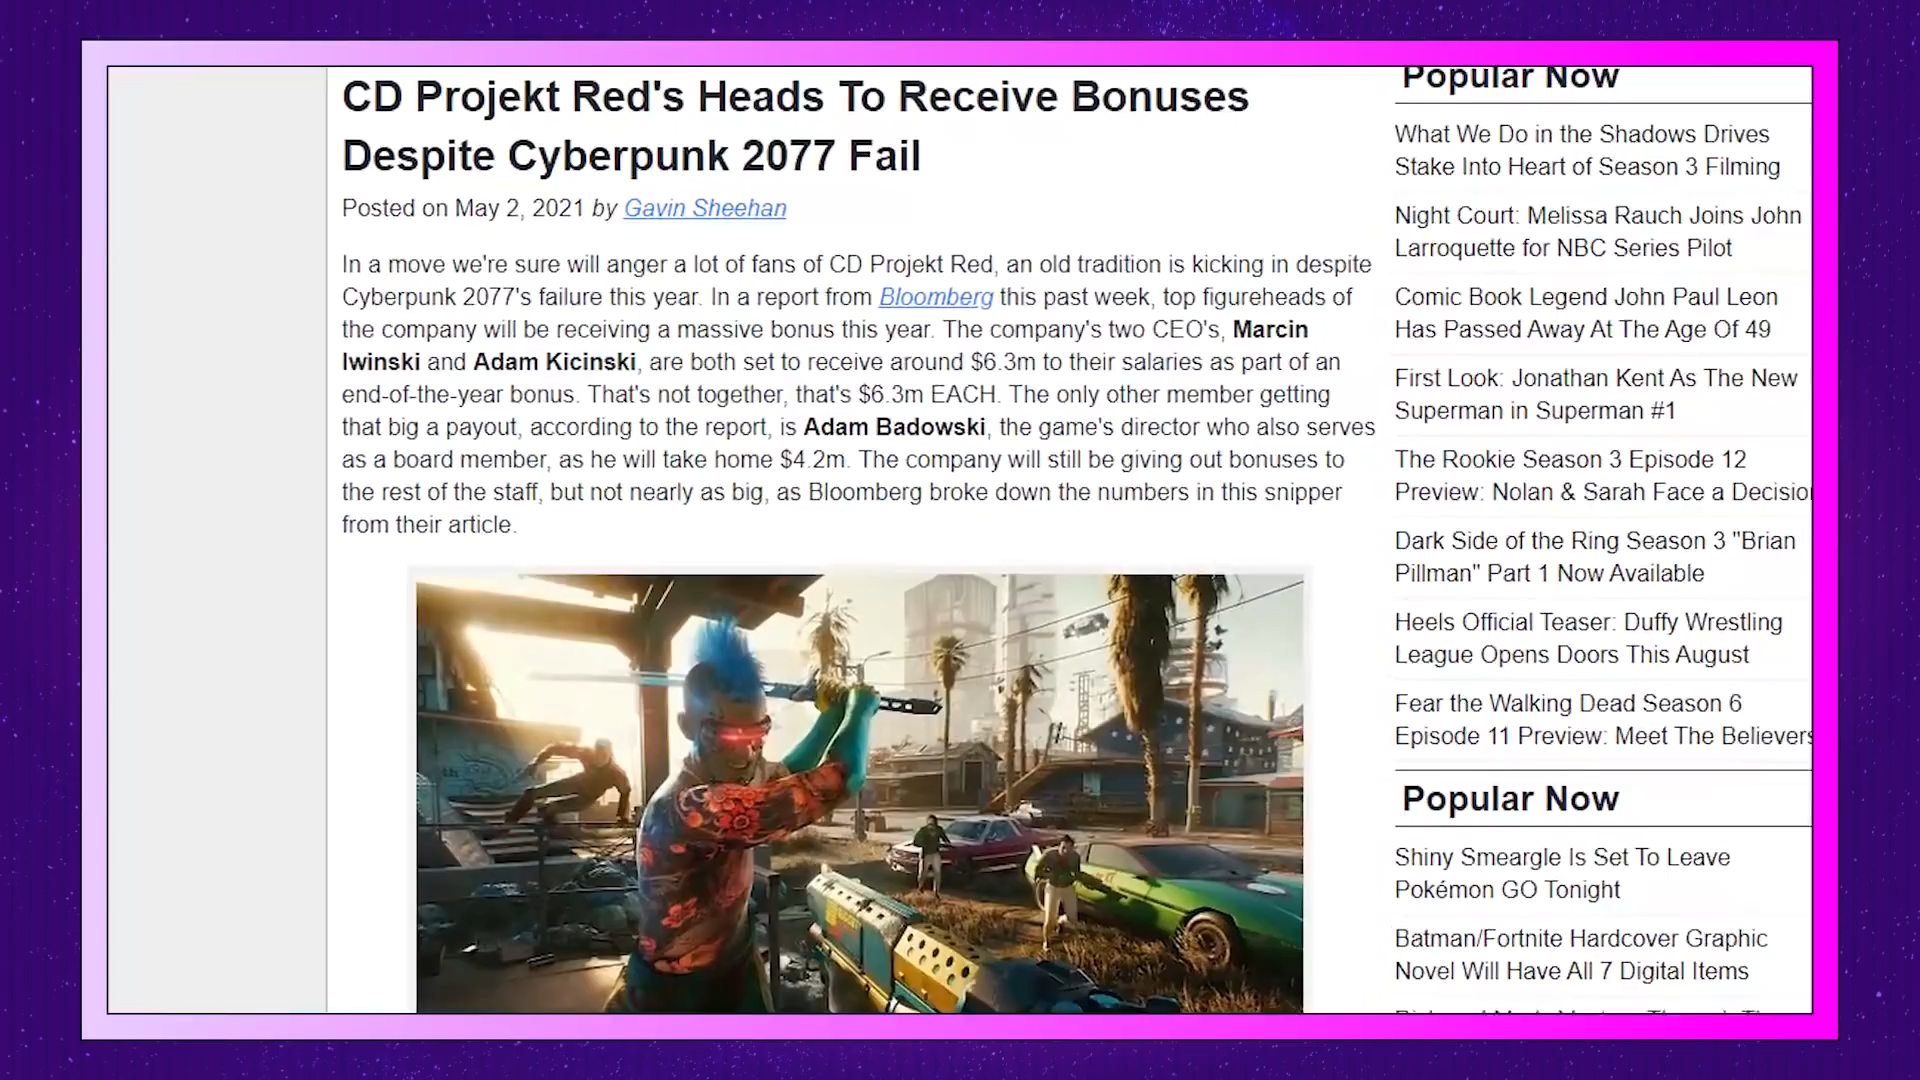 CD Projekt Red's Heads To Receive Bonuses
Despite Cyberpunk 2077 Fail
Posted on May 2, 2021 by Gavin Sheehan
In a move we're sure will anger a lot of fans of CD Projekt Red, an old tradition is kicking in despite
Cyberpunk 2077's failure this year. In a report from Bloomberg this past week, top figureheads of
the company will be receiving a massive bonus this year. The company's two CEO's, Marcin
Iwinski and Adam Kicinski, are both set to receive around $6.3m to their salaries as part of an
end-of-the-year bonus. That's not together, that's $6.3m EACH. The only other member getting
that big a payout, according to the report, is Adam Badowski, the game's director who also serves
as a board member, as he will take home $4.2m. The company will still be giving out bonuses to
the rest of the staff, but not nearly as big, as Bloomberg broke down the numbers in this snipper
from their article.
Popular Now
What We Do in the Shadows Drives
Stake Into Heart of Season 3 Filming
Night Court: Melissa Rauch Joins John
Larroquette for NBC Series Pilot
Comic Book Legend John Paul Leon
Has Passed Away At The Age Of 49
First Look: Jonathan Kent As The New
Superman in Superman #1
The Rookie Season 3 Episode 12
Preview: Nolan & Sarah Face a Decision
Dark Side of the Ring Season 3 "Brian
Pillman" Part 1 Now Available
Heels Official Teaser: Duffy Wrestling
League Opens Doors This August
Fear the Walking Dead Season 6
Episode 11 Preview: Meet The Believers
Popular Now
Shiny Smeargle Is Set To Leave
Pokémon GO Tonight
Batman/Fortnite Hardcover Graphic
Novel Will Have All 7 Digital Items